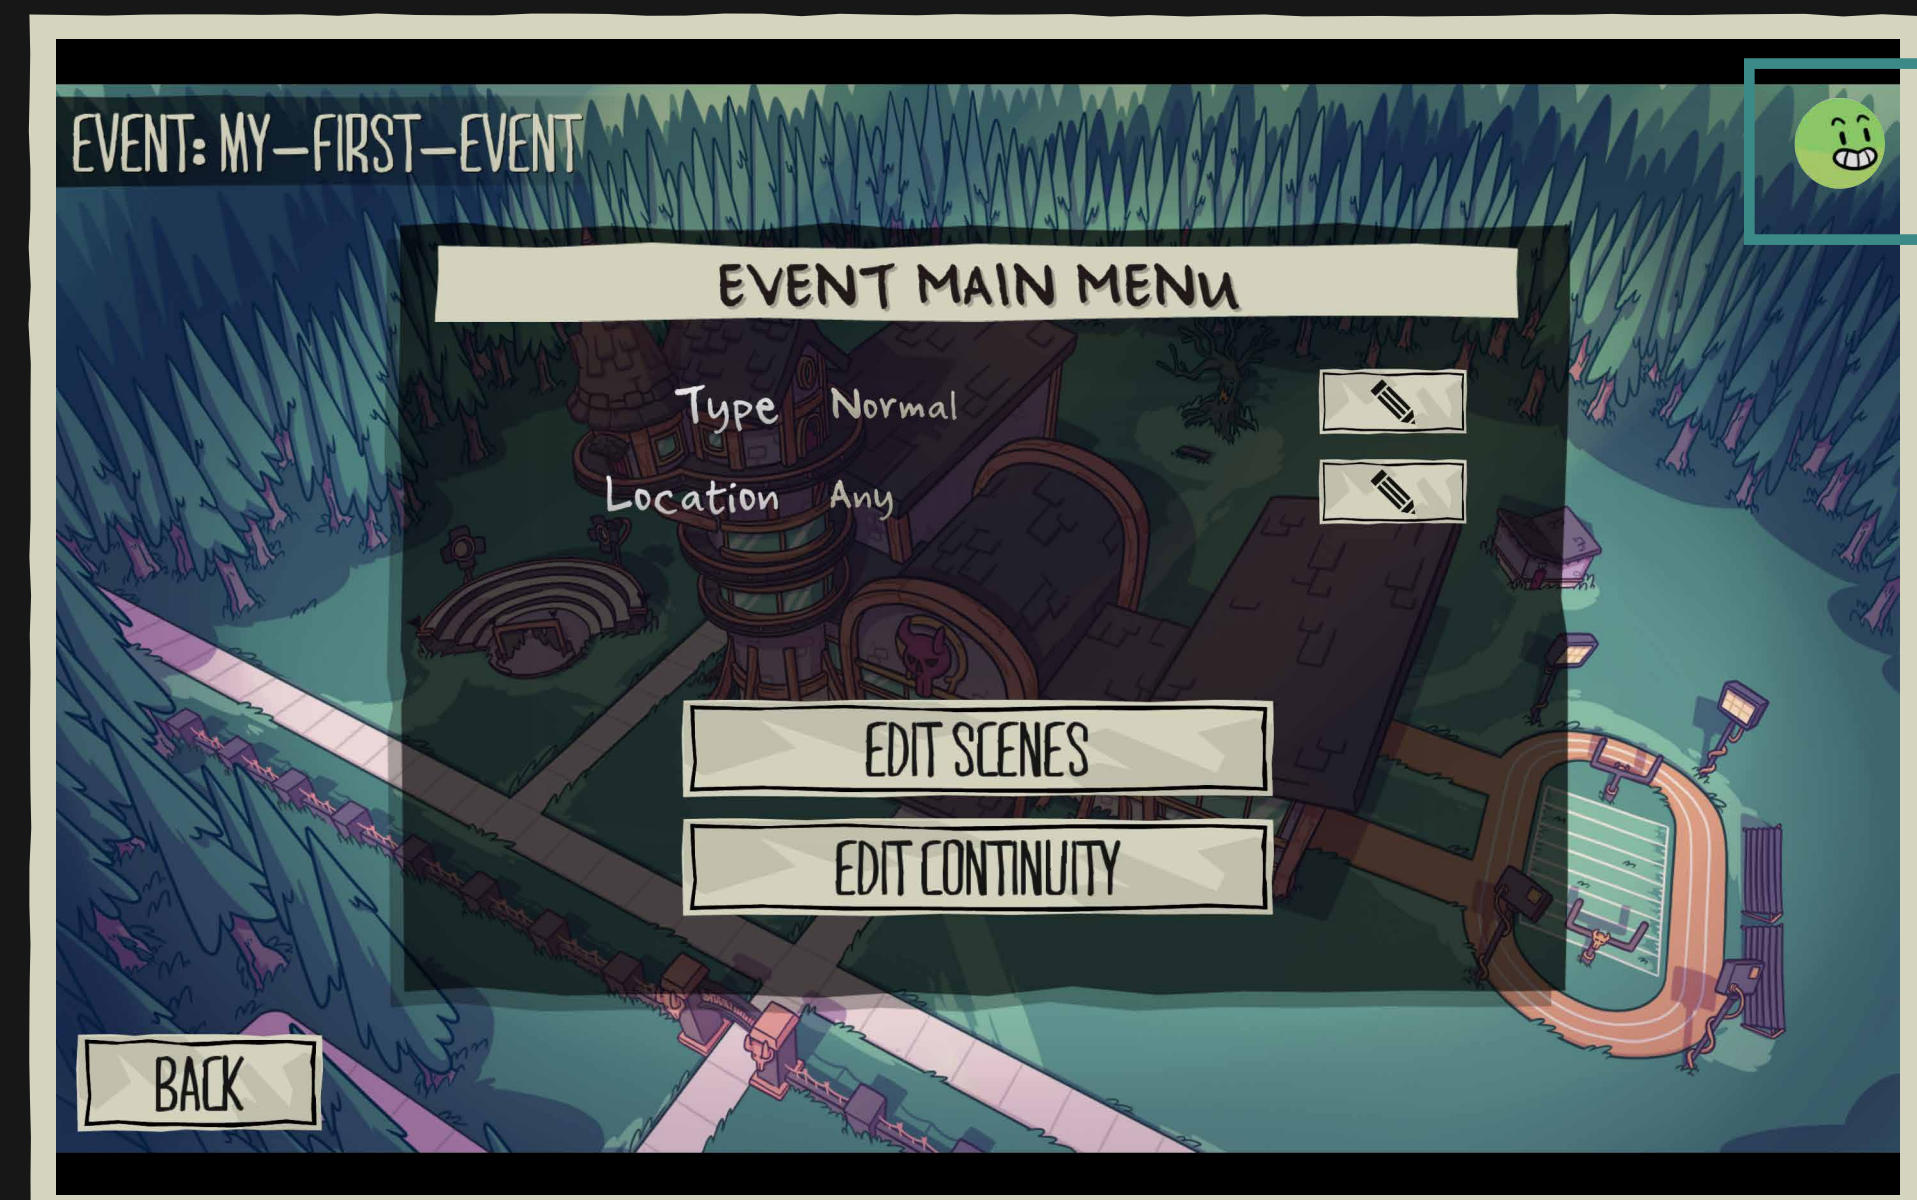 EVENT: MY-FIRST-EVENT
EVENT MAIN MENU
Type Normal
Location Any
EDIT SCENES
EDIT CONTINUITY
BACK